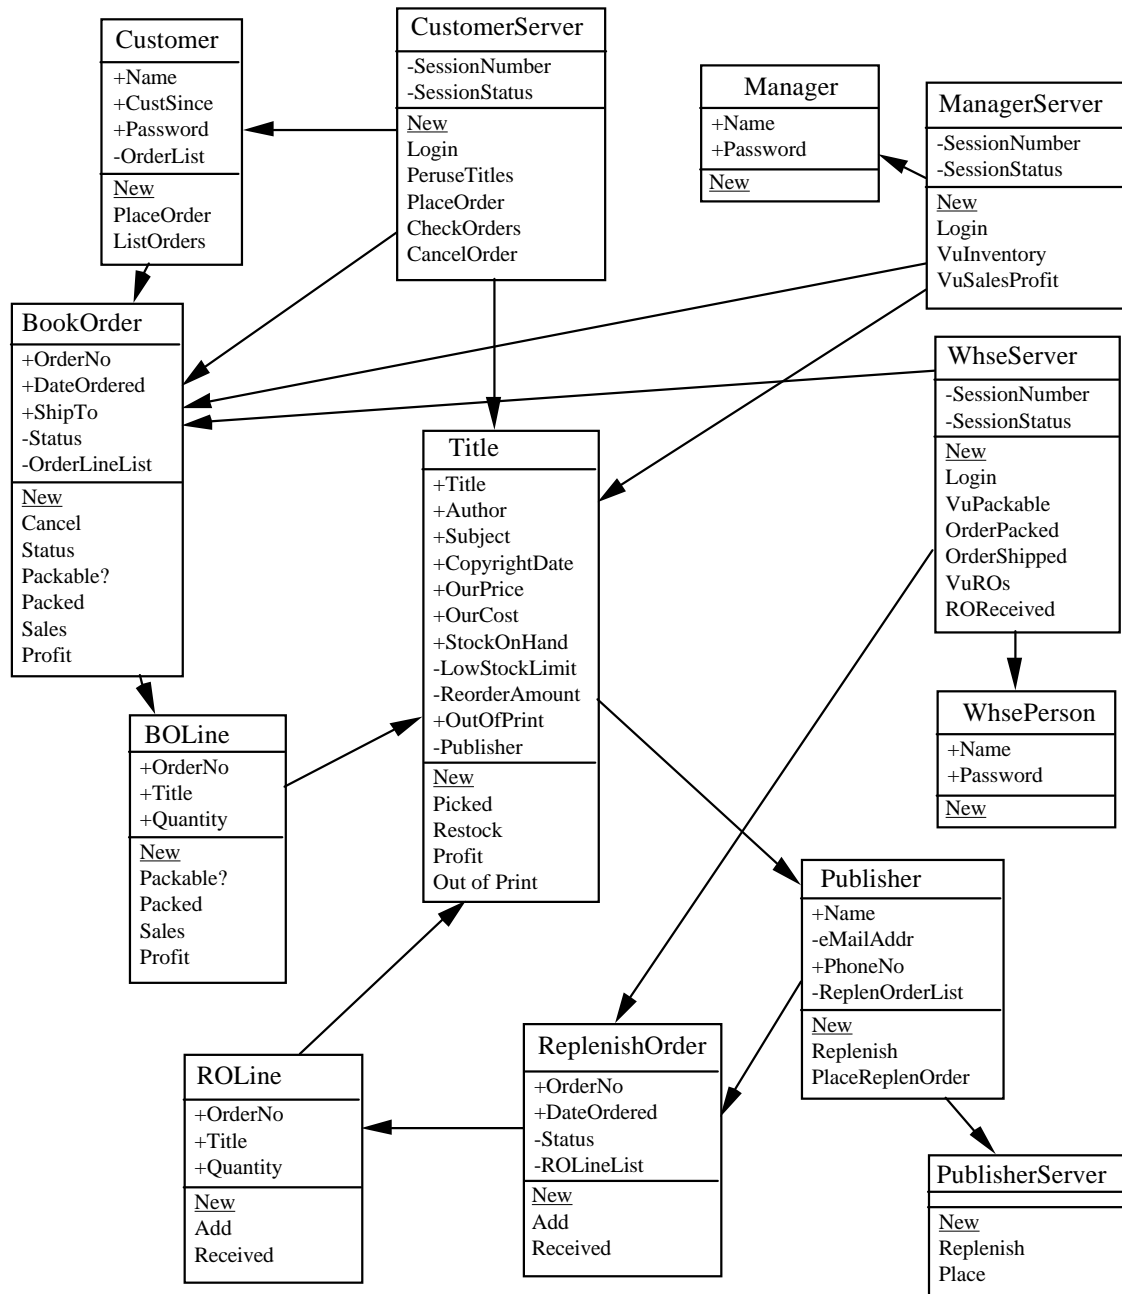 Customer
+Name
+CustSince
+Password
-OrderList
New
PlaceOrder
ListOrders
CustomerServer
-SessionNumber
-SessionStatus
New
Login
PeruseTitles
PlaceOrder
CheckOrders
CancelOrder
Manager
+Name
+Password
New
ManagerServer
-SessionNumber
-SessionStatus
New
Login
VuInventory
VuSalesProfit
BookOrder
+OrderNo
+DateOrdered
+ShipTo
-Status
-OrderLineList
New
Cancel
Status
Packable?
Packed
Sales
Profit
Title
+Title
+Author
+Subject
+CopyrightDate
+OurPrice
+OurCost
+StockOnHand
-LowStockLimit
-ReorderAmount
+OutOfPrint
-Publisher
New
Picked
Restock
Profit
Out of Print
WhseServer
-SessionNumber
-SessionStatus
New
Login
VuPackable
OrderPacked
OrderShipped
VuROs
ROReceived
WhsePerson
+Name
+Password
New
BOLine
+OrderNo
+Title
+Quantity
New
Packable?
Packed
Sales
Profit
Publisher
+Name
-eMailAddr
+PhoneNo
-ReplenOrderList
New
Replenish
PlaceReplenOrder
ROLine
+OrderNo
+Title
+Quantity
New
Add
Received
ReplenishOrder
+OrderNo
+DateOrdered
-Status
-ROLineList
New
Add
Received
PublisherServer
New
Replenish
Place